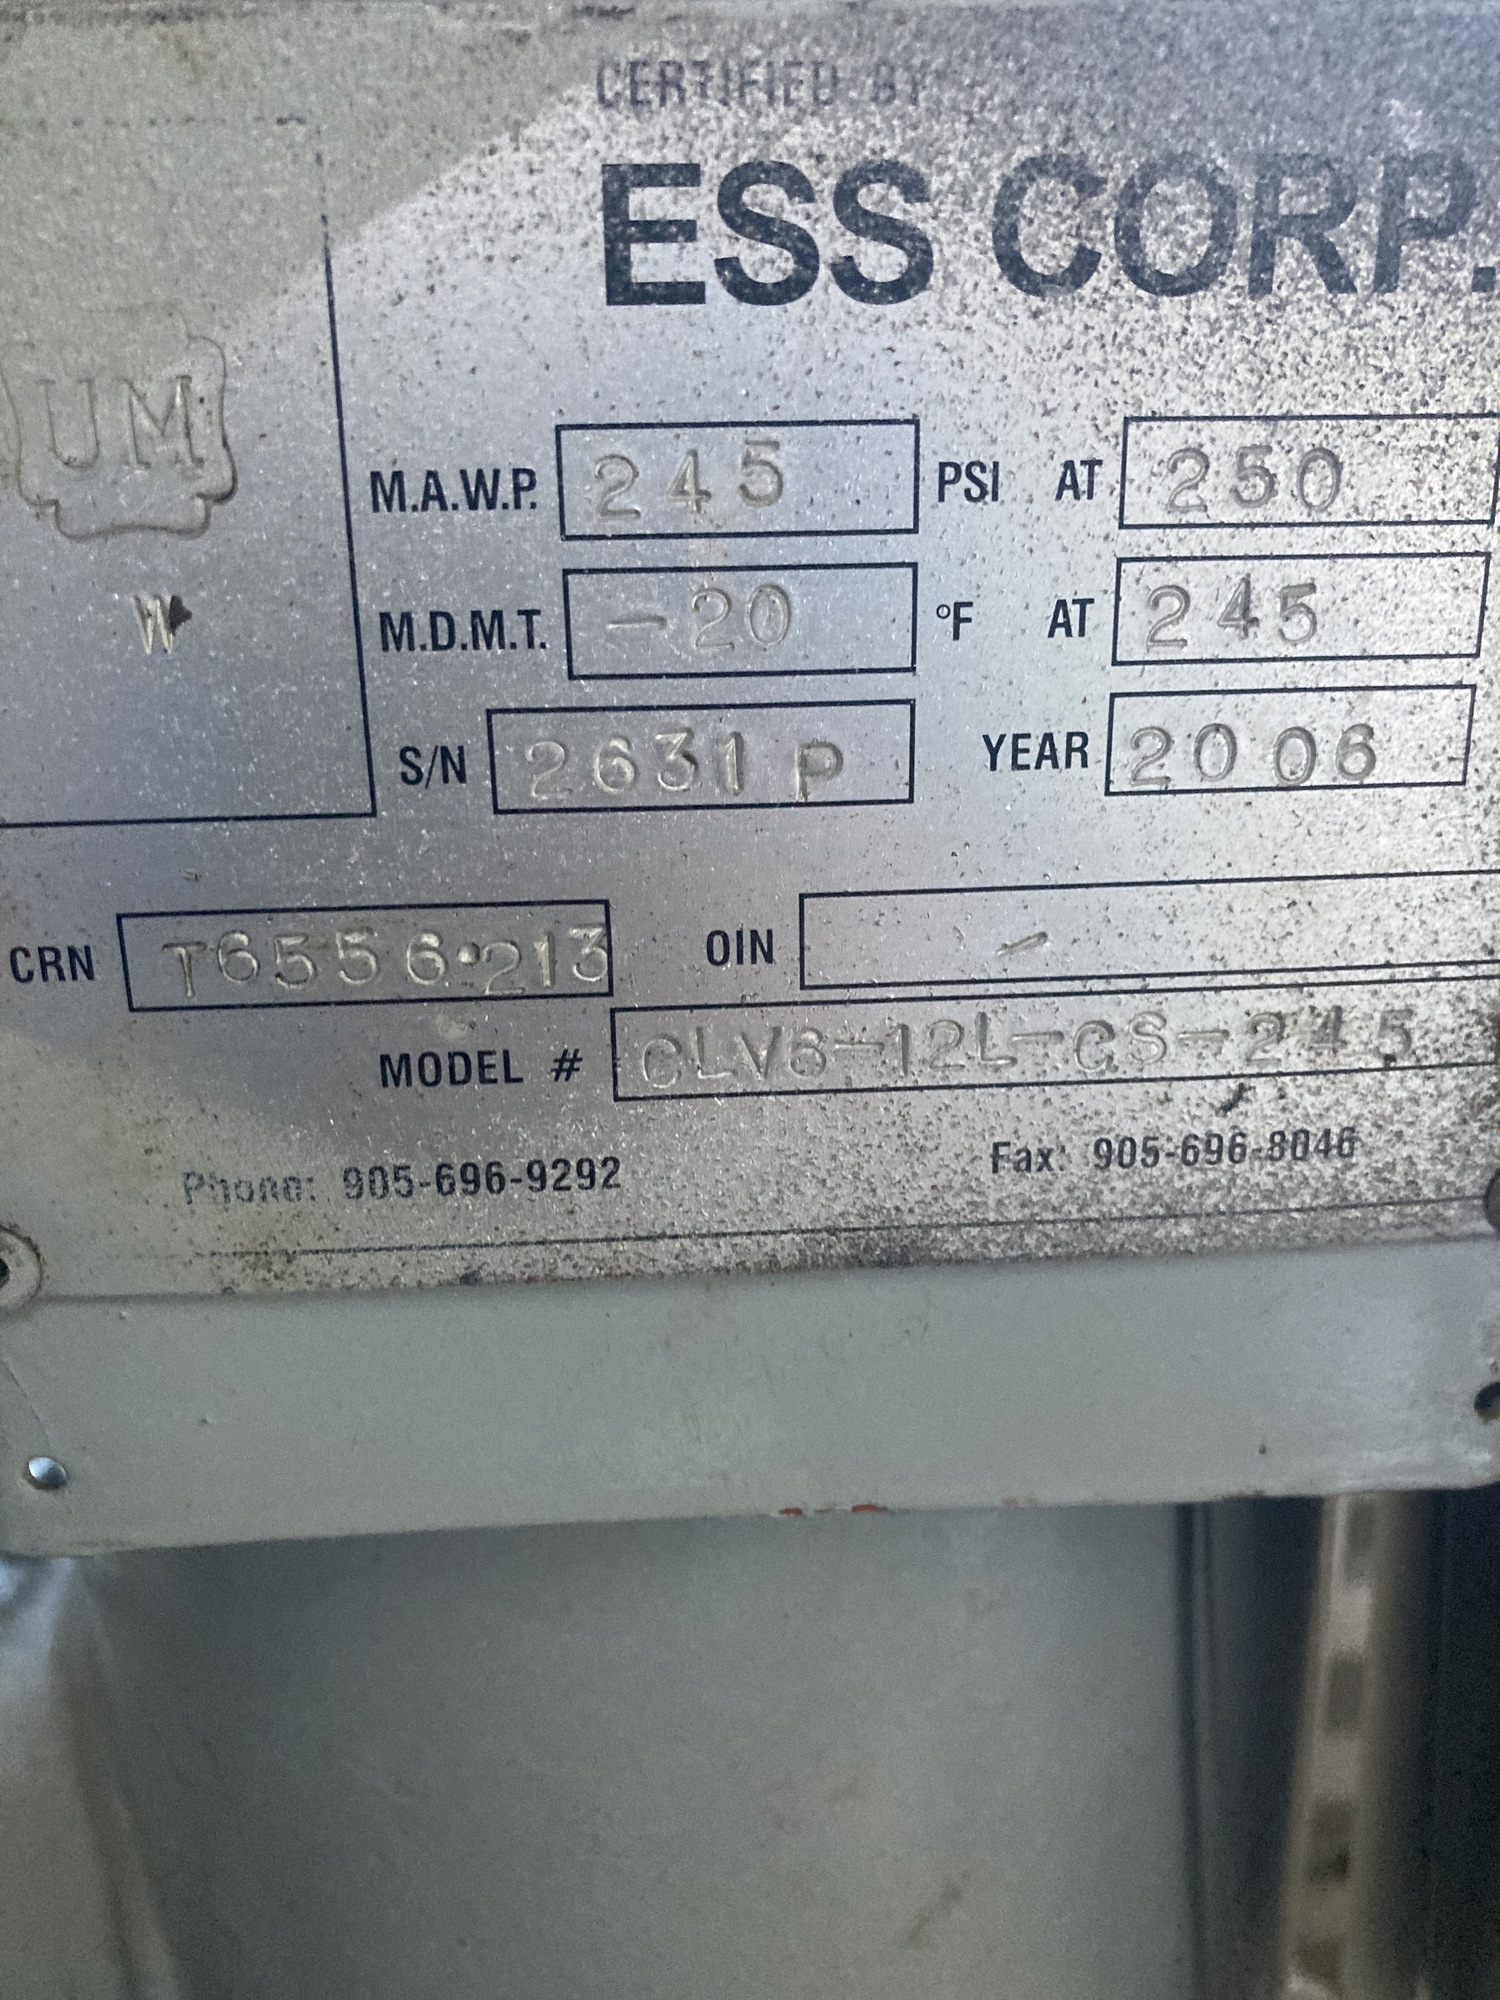 CERTIFIED BY
ESS CORP.
UM
W
M.A.W.P. 245 PSI AT 250
M.D.M.T. -20 °F AT 245
S/N 2631 P YEAR 2006
CRN T6556.213 OIN -
MODEL # CLV6-12L-CS-245
Phone: 905-696-9292 Fax: 905-696-8046